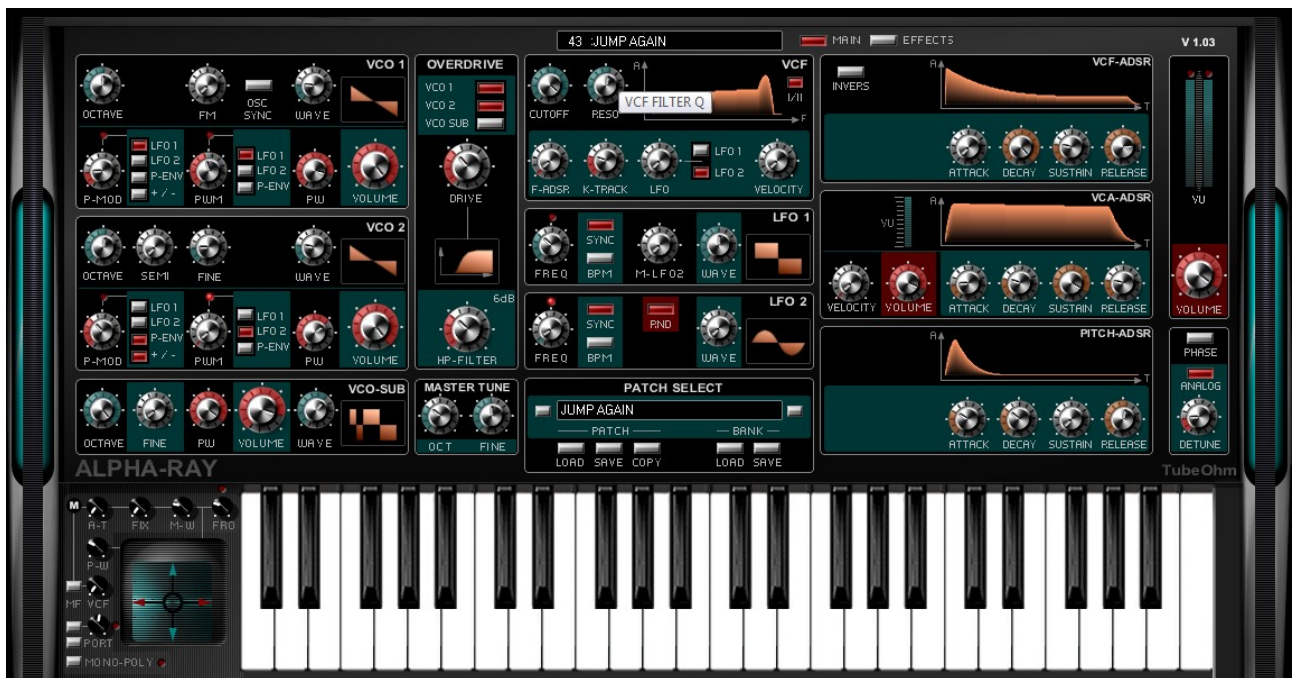 43 :JUMP AGAIN
MAIN
EFFECTS
V 1.03
VCO 1
OCTAVE
FM
OSC
SYNC
WAVE
P-MOD
LFO 1
LFO 2
P-ENV
+ / -
PWM
LFO 1
LFO 2
P-ENV
PW
VOLUME
VCO 2
OCTAVE
SEMI
FINE
WAVE
P-MOD
LFO 1
LFO 2
P-ENV
+ / -
PWM
LFO 1
LFO 2
P-ENV
PW
VOLUME
VCO-SUB
OCTAVE
FINE
PW
VOLUME
WAVE
OVERDRIVE
VCO 1
VCO 2
VCO SUB
DRIVE
6dB
HP-FILTER
MASTER TUNE
OCT
FINE
VCF
CUTOFF
RESO
VCF FILTER Q
A
F
I/II
F-ADSR
K-TRACK
LFO
LFO 1
LFO 2
VELOCITY
LFO 1
FREQ
SYNC
BPM
M-LFO2
WAVE
LFO 2
FREQ
SYNC
BPM
RND
WAVE
PATCH SELECT
JUMP AGAIN
PATCH
BANK
LOAD SAVE COPY
LOAD SAVE
VCF-ADSR
INVERS
A
T
ATTACK DECAY SUSTAIN RELEASE
VCA-ADSR
VU
A
T
VELOCITY VOLUME ATTACK DECAY SUSTAIN RELEASE
PITCH-ADSR
A
T
ATTACK DECAY SUSTAIN RELEASE
VU
VOLUME
PHASE
ANALOG
DETUNE
ALPHA-RAY
TubeOhm
M
A-T
FIX
M-W
FRQ
P-W
MF VCF
PORT
MONO-POLY